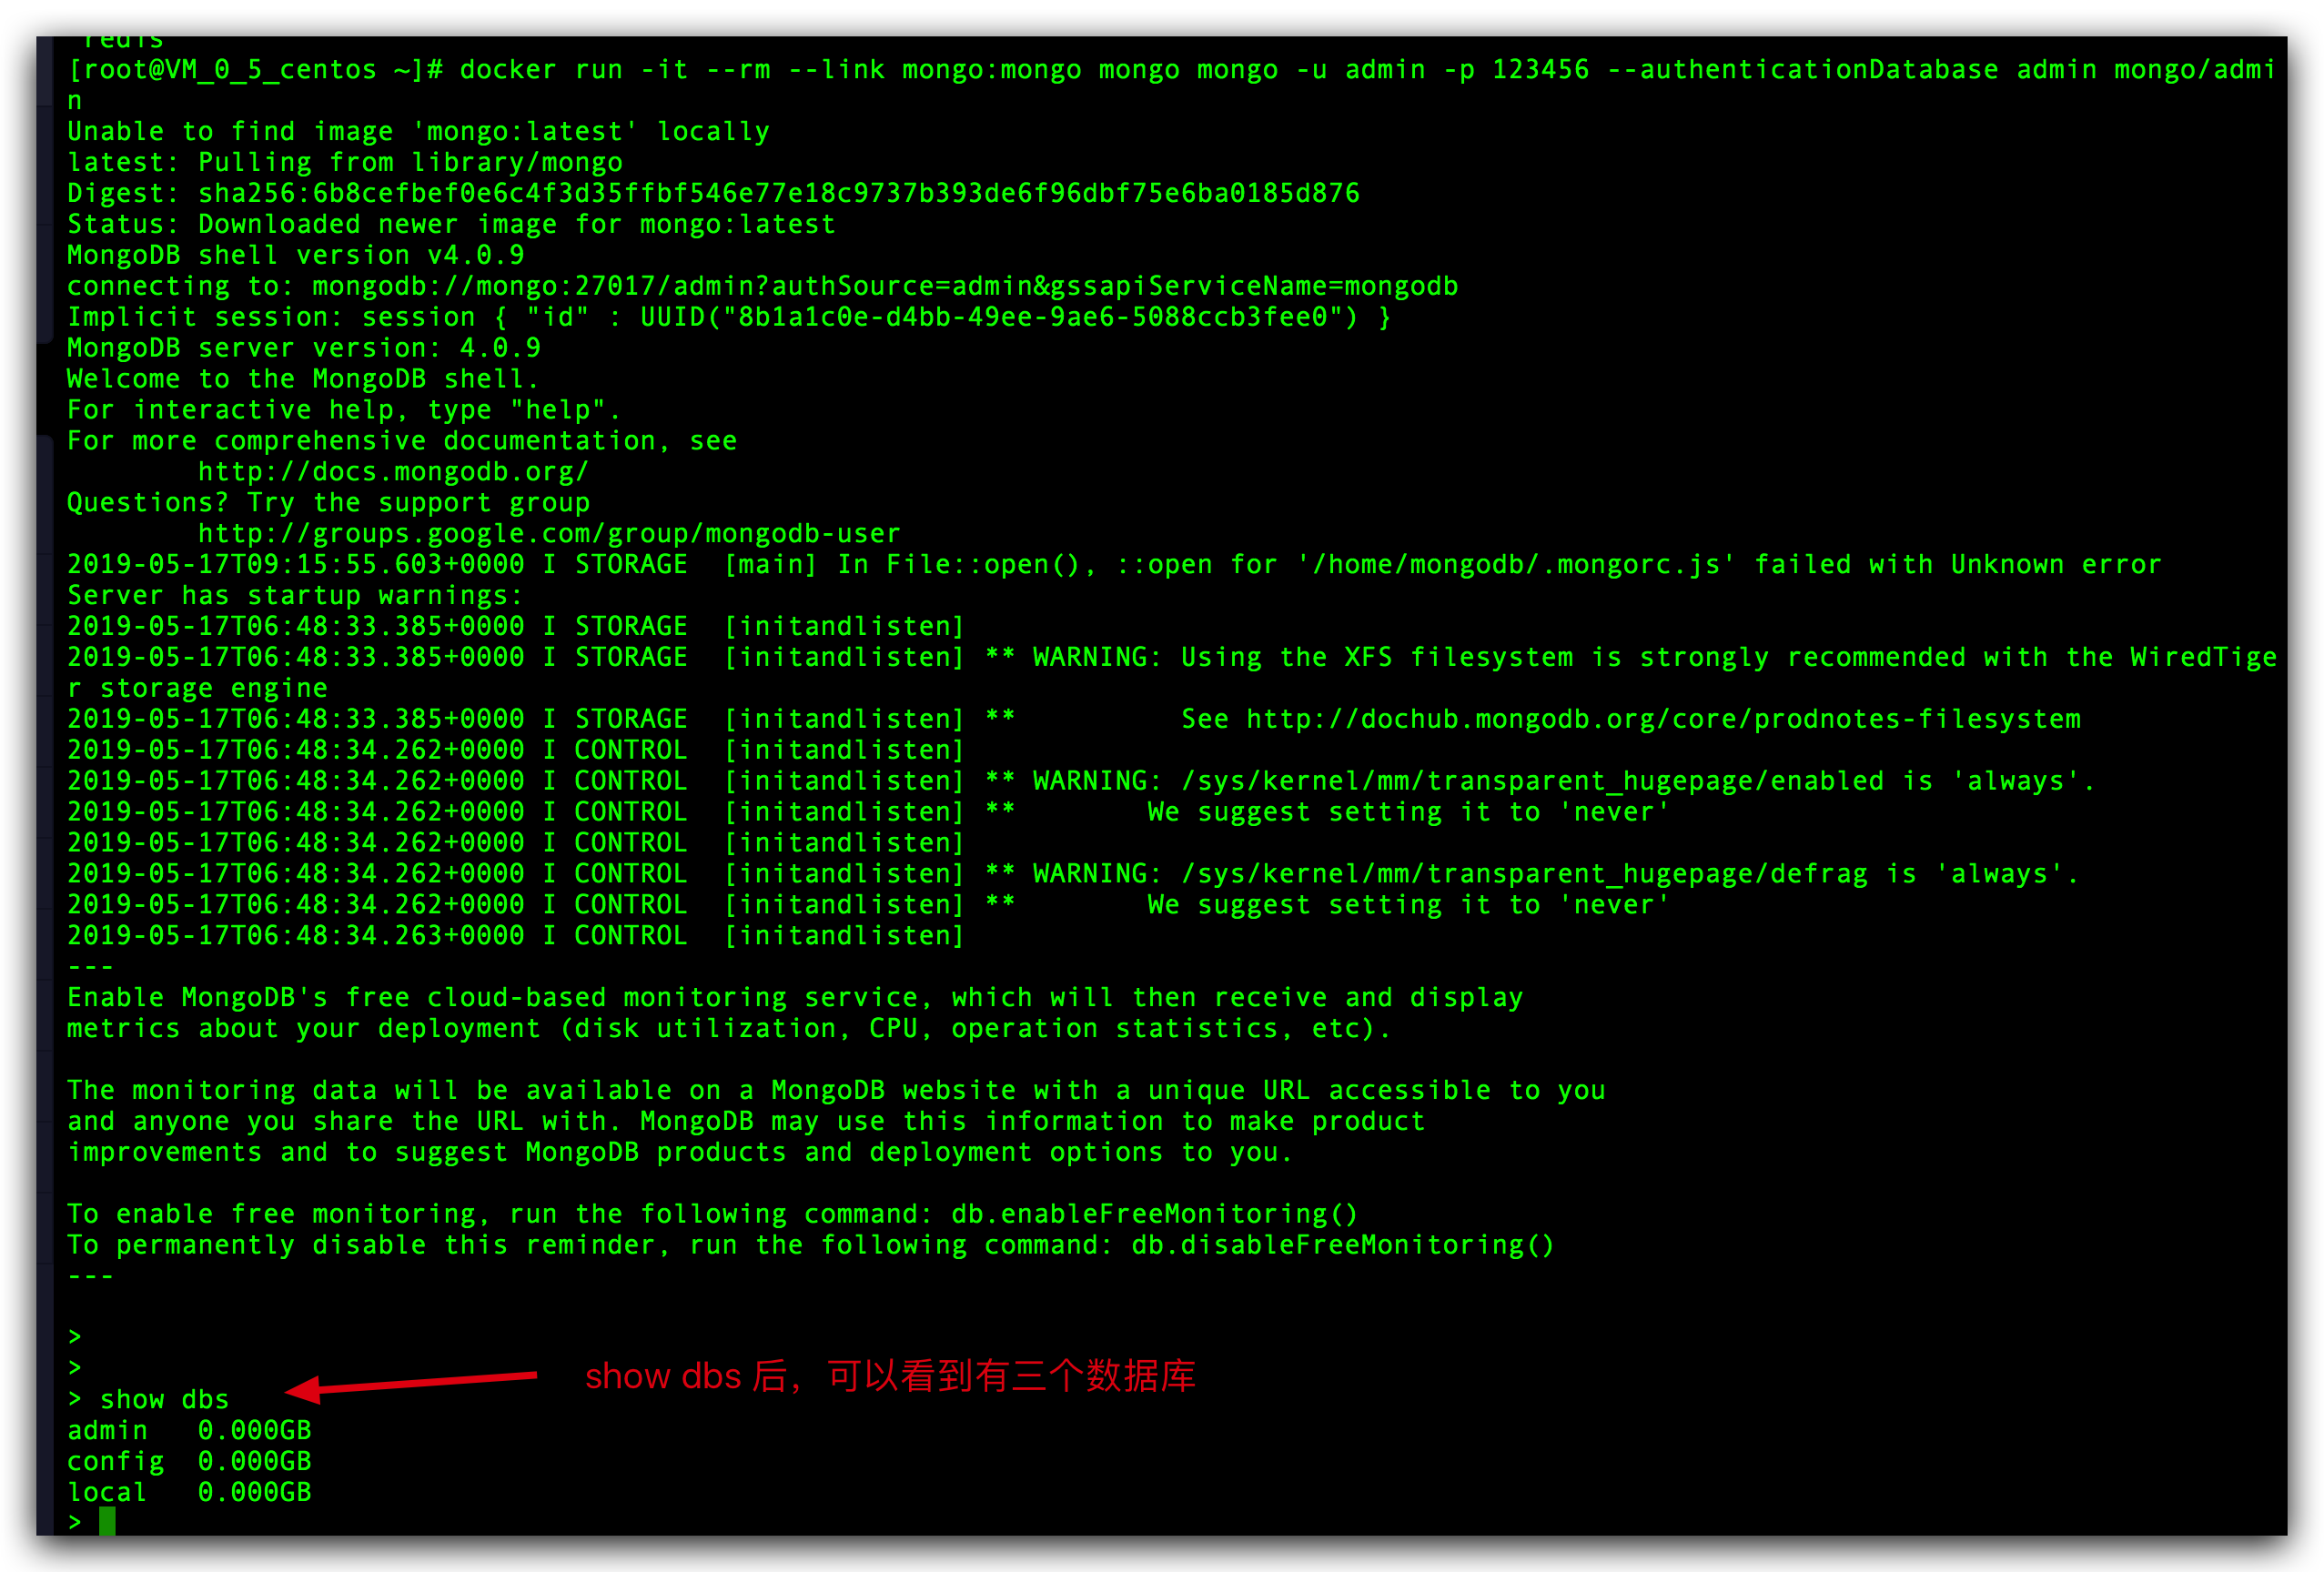 redis
[root@VM_0_5_centos ~]# docker run -it --rm --link mongo:mongo mongo mongo -u admin -p 123456 --authenticationDatabase admin mongo/admi
n
Unable to find image 'mongo:latest' locally
latest: Pulling from library/mongo
Digest: sha256:6b8cefbef0e6c4f3d35ffbf546e77e18c9737b393de6f96dbf75e6ba0185d876
Status: Downloaded newer image for mongo:latest
MongoDB shell version v4.0.9
connecting to: mongodb://mongo:27017/admin?authSource=admin&gssapiServiceName=mongodb
Implicit session: session { "id" : UUID("8b1a1c0e-d4bb-49ee-9ae6-5088ccb3fee0") }
MongoDB server version: 4.0.9
Welcome to the MongoDB shell.
For interactive help, type "help".
For more comprehensive documentation, see
http://docs.mongodb.org/
Questions? Try the support group
http://groups.google.com/group/mongodb-user
2019-05-17T09:15:55.603+0000 I STORAGE  [main] In File::open(), ::open for '/home/mongodb/.mongorc.js' failed with Unknown error
Server has startup warnings:
2019-05-17T06:48:33.385+0000 I STORAGE  [initandlisten]
2019-05-17T06:48:33.385+0000 I STORAGE  [initandlisten] ** WARNING: Using the XFS filesystem is strongly recommended with the WiredTige
r storage engine
2019-05-17T06:48:33.385+0000 I STORAGE  [initandlisten] **          See http://dochub.mongodb.org/core/prodnotes-filesystem
2019-05-17T06:48:34.262+0000 I CONTROL  [initandlisten]
2019-05-17T06:48:34.262+0000 I CONTROL  [initandlisten] ** WARNING: /sys/kernel/mm/transparent_hugepage/enabled is 'always'.
2019-05-17T06:48:34.262+0000 I CONTROL  [initandlisten] **        We suggest setting it to 'never'
2019-05-17T06:48:34.262+0000 I CONTROL  [initandlisten]
2019-05-17T06:48:34.262+0000 I CONTROL  [initandlisten] ** WARNING: /sys/kernel/mm/transparent_hugepage/defrag is 'always'.
2019-05-17T06:48:34.262+0000 I CONTROL  [initandlisten] **        We suggest setting it to 'never'
2019-05-17T06:48:34.263+0000 I CONTROL  [initandlisten]
---
Enable MongoDB's free cloud-based monitoring service, which will then receive and display
metrics about your deployment (disk utilization, CPU, operation statistics, etc).
The monitoring data will be available on a MongoDB website with a unique URL accessible to you
and anyone you share the URL with. MongoDB may use this information to make product
improvements and to suggest MongoDB products and deployment options to you.
To enable free monitoring, run the following command: db.enableFreeMonitoring()
To permanently disable this reminder, run the following command: db.disableFreeMonitoring()
---
>
>
show dbs 后，可以看到有三个数据库
> show dbs
admin   0.000GB
config  0.000GB
local   0.000GB
>